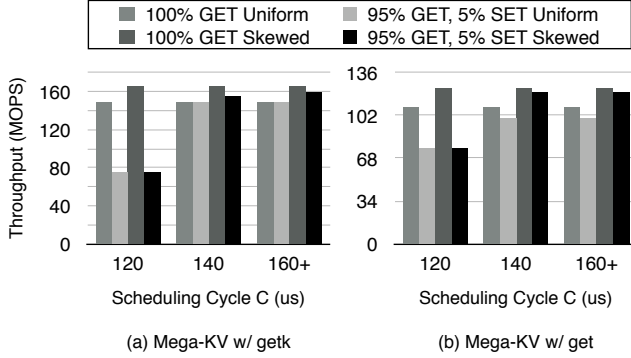 100% GET Uniform 95% GET, 5% SET Uniform
100% GET Skewed 95% GET, 5% SET Skewed
Throughput (MOPS)
160
120
80
40
0
120 140 160+
Scheduling Cycle C (us)
(a) Mega-KV w/ getk
136
102
68
34
0
120 140 160+
Scheduling Cycle C (us)
(b) Mega-KV w/ get